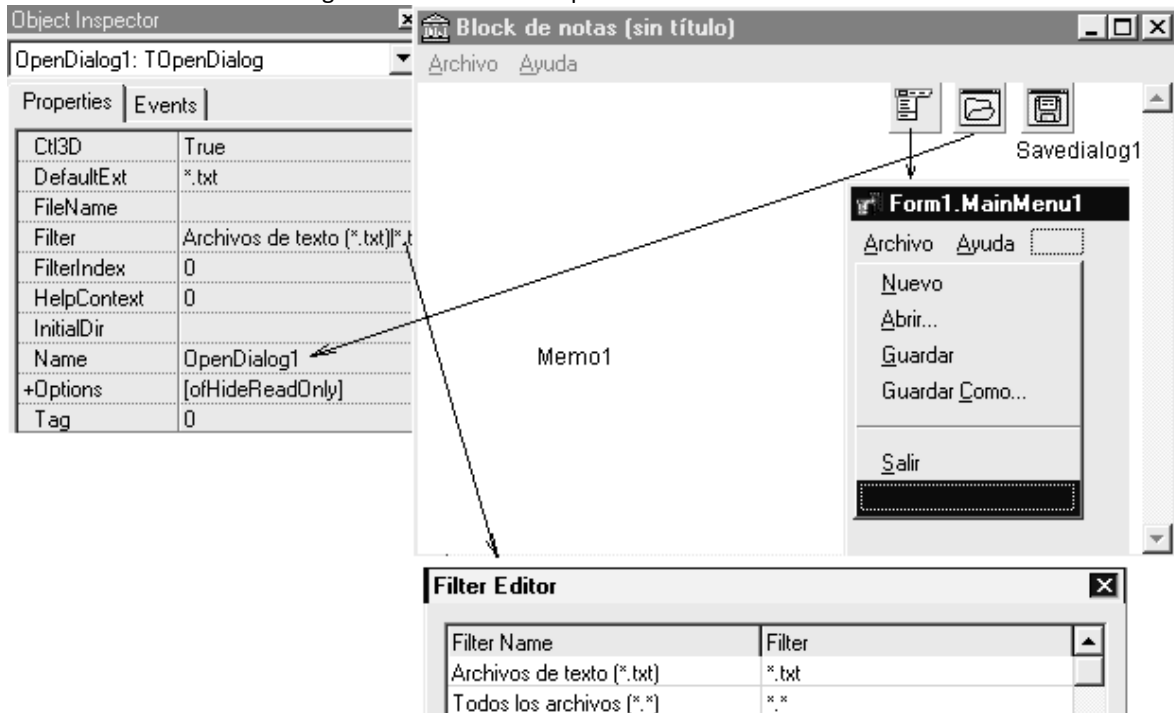 Object Inspector
OpenDialog1: TOpenDialog
Properties Events
Ctl3D True
DefaultExt *.txt
FileName
Filter Archivos de texto (*.txt)|*.t
FilterIndex 0
HelpContext 0
InitialDir
Name OpenDialog1
+Options [ofHideReadOnly]
Tag 0
Block de notas (sin título)
Archivo Ayuda
Savedialog1
Memo1
Form1.MainMenu1
Archivo Ayuda
Nuevo
Abrir...
Guardar
Guardar Como...
Salir
Filter Editor
Filter Name Filter
Archivos de texto (*.txt) *.txt
Todos los archivos (*.*) *.*